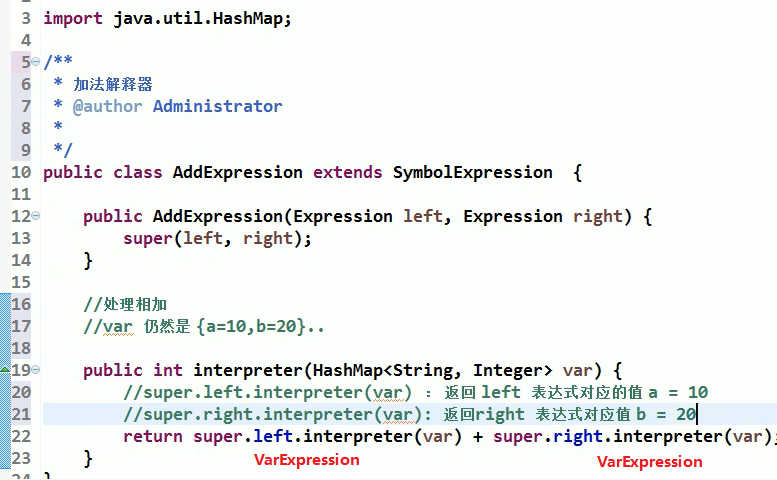 3 import java.util.HashMap;
4
5 /**
6 * 加法解释器
7 * @author Administrator
8 *
9 */
10 public class AddExpression extends SymbolExpression {
11
12 public AddExpression(Expression left, Expression right) {
13 super(left, right);
14 }
15
16 //处理相加
17 //var 仍然是 {a=10,b=20}..
18
19 public int interpreter(HashMap<String, Integer> var) {
20 //super.left.interpreter(var) : 返回 left 表达式对应的值 a = 10
21 //super.right.interpreter(var): 返回right 表达式对应值 b = 20
22 return super.left.interpreter(var) + super.right.interpreter(var);
23 }
VarExpression VarExpression